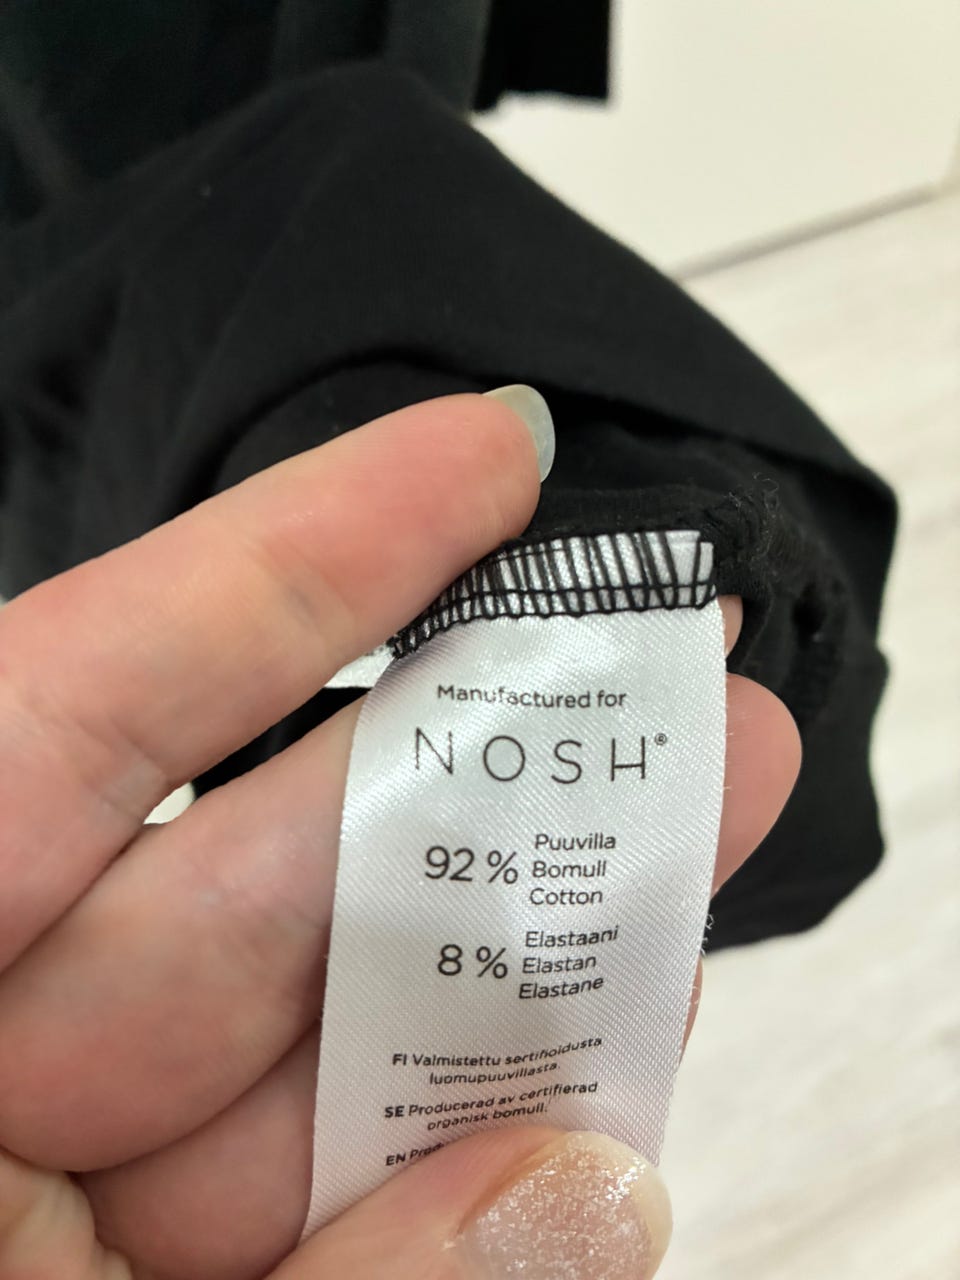 Manufactured for
NOSH®
92 % Puuvilla
Bomull
Cotton
8 % Elastaani
Elastan
Elastane
FI Valmistettu sertifioidusta
luomupuuvillasta.
SE Producerad av certifierad
organisk bomull.
EN